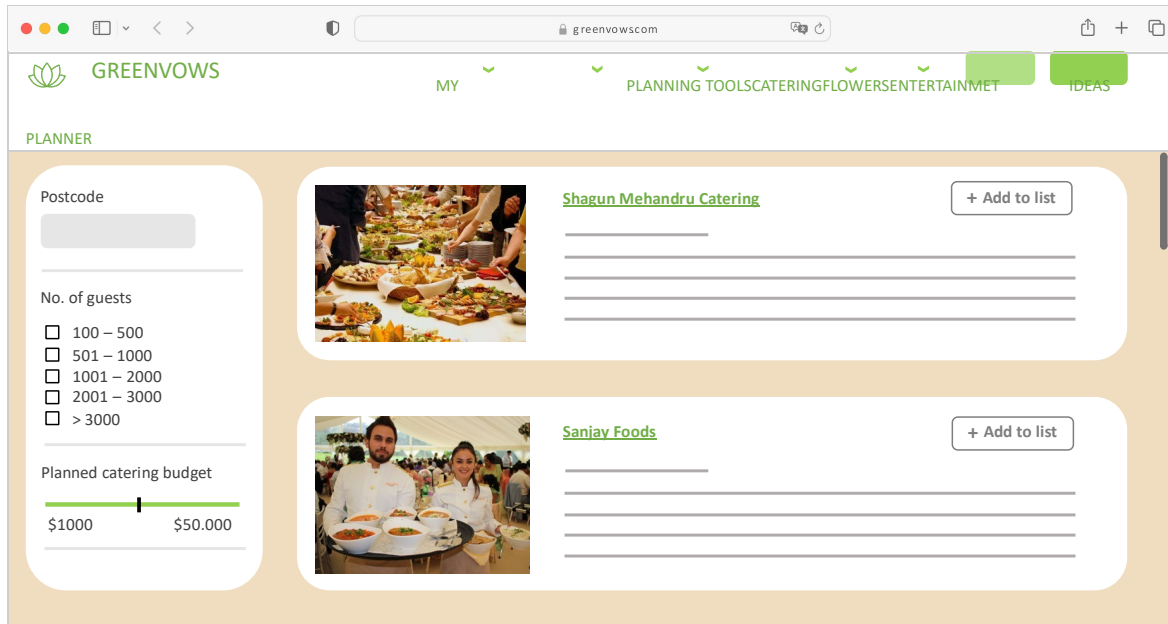 greenvowscom
GREENVOWS
MY PLANNING TOOLSCATERINGFLOWERSENTERTAINMET IDEAS
PLANNER
Postcode
No. of guests
100 – 500
501 – 1000
1001 – 2000
2001 – 3000
> 3000
Planned catering budget
$1000 $50.000
Shagun Mehandru Catering
+ Add to list
Sanjay Foods
+ Add to list